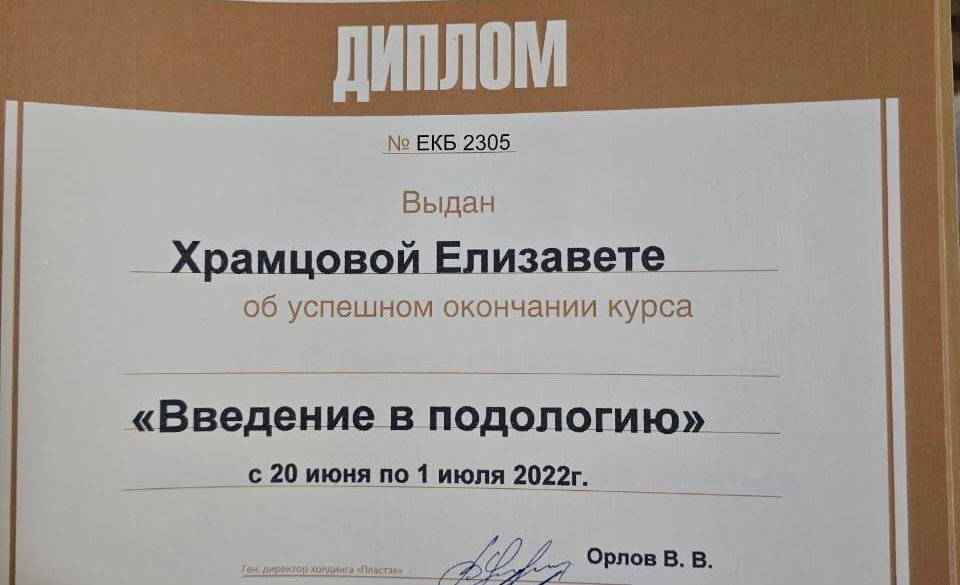 ДИПЛОМ
№ ЕКБ 2305
Выдан
Храмцовой Елизавете
об успешном окончании курса
«Введение в подологию»
с 20 июня по 1 июля 2022г.
Ген. директор холдинга «Пластэк» Орлов В. В.